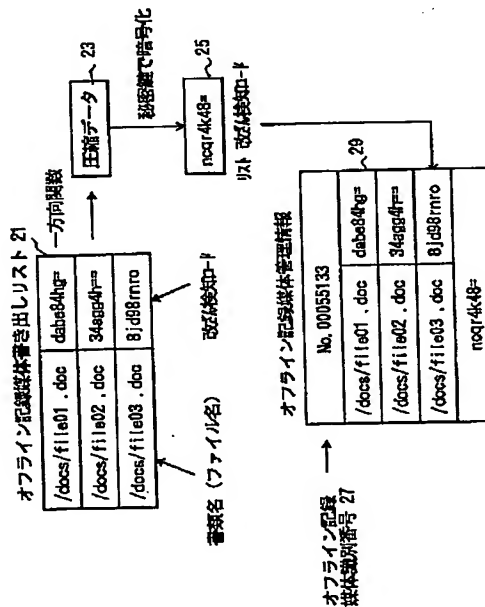 オフライン記録媒体書き出しリスト 21
/docs/file01 .doc dabe84hg=
/docs/file02 .doc 34agg4h==
/docs/file03 .doc 8jd98rnro
書類名 (ファイル名)
改ざん検知コード
一方向関数
圧縮データ
23
秘密鍵で暗号化
ncqr4k48=
25
リスト 改ざん検知コード
オフライン記録媒体管理情報
No.00055133
/docs/file01 .doc dabe84hg=
29
/docs/file02 .doc 34agg4h==
/docs/file03 .doc 8jd98rnro
noqr4k48=
オフライン記録
媒体識別番号 27